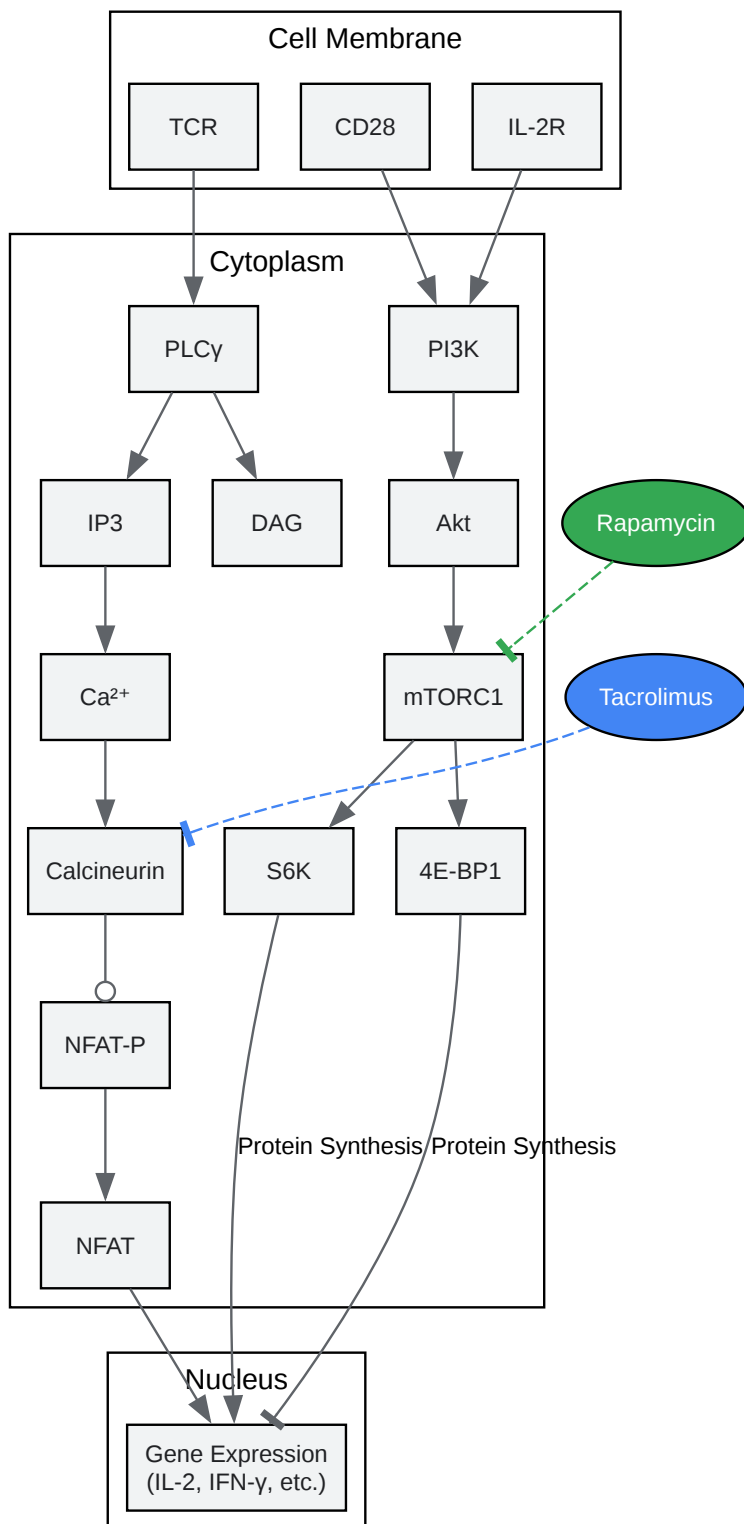 Cell Membrane
TCR
CD28
IL-2R
Cytoplasm
PLCγ
PI3K
IP3
DAG
Akt
Rapamycin
Ca²⁺
mTORC1
Tacrolimus
Calcineurin
S6K
4E-BP1
NFAT-P
Protein Synthesis
Protein Synthesis
NFAT
Nucleus
Gene Expression
(IL-2, IFN-γ, etc.)